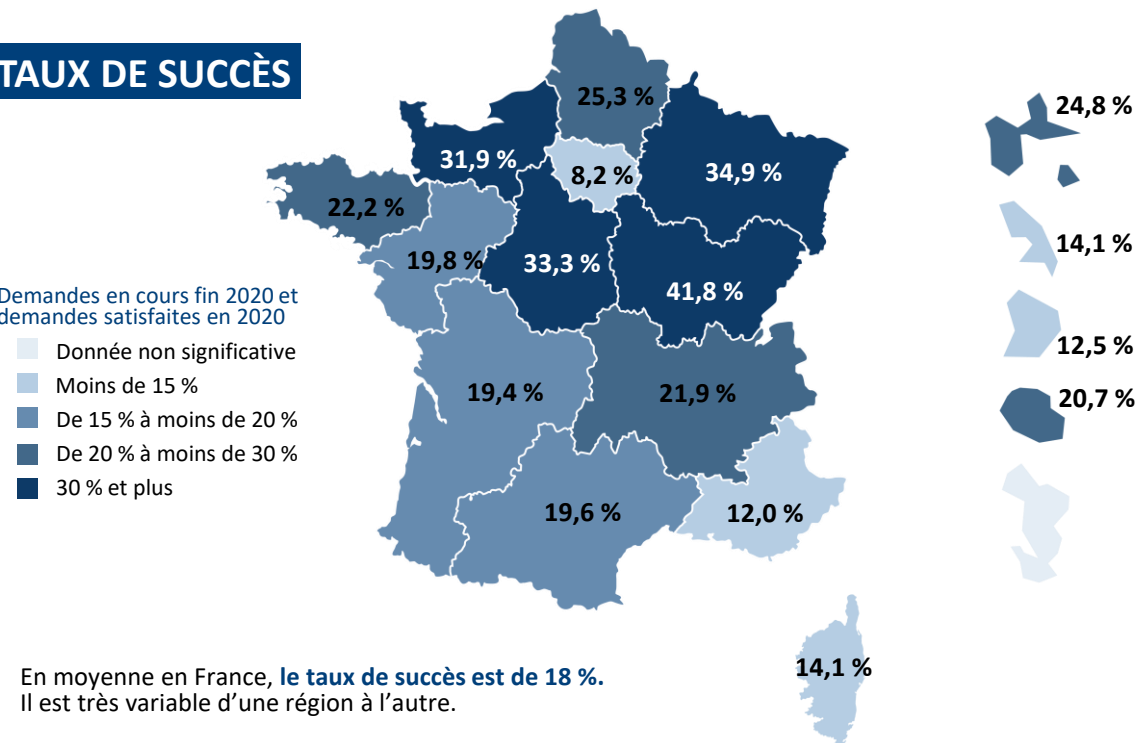 TAUX DE SUCCÈS
25,3 %
24,8 %
31,9 %
8,2 %
34,9 %
22,2 %
14,1 %
19,8 %
33,3 %
41,8 %
Demandes en cours fin 2020 et
demandes satisfaites en 2020
Donnée non significative
Moins de 15 %
De 15 % à moins de 20 %
De 20 % à moins de 30 %
30 % et plus
12,5 %
19,4 %
21,9 %
20,7 %
19,6 %
12,0 %
14,1 %
En moyenne en France, le taux de succès est de 18 %.
Il est très variable d’une région à l’autre.